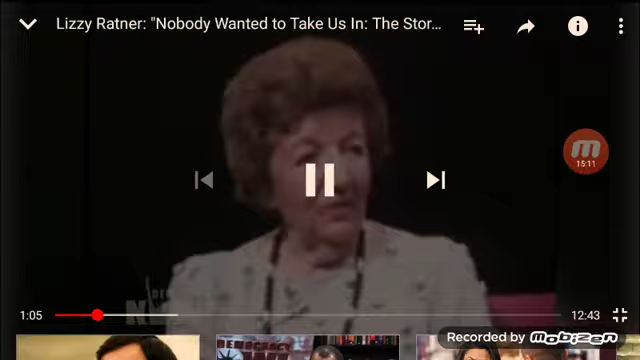 Lizzy Ratner: "Nobody Wanted to Take Us In: The Stor...
15:11
1:05
12:43
Recorded by
mobizen
DEMOCRACY